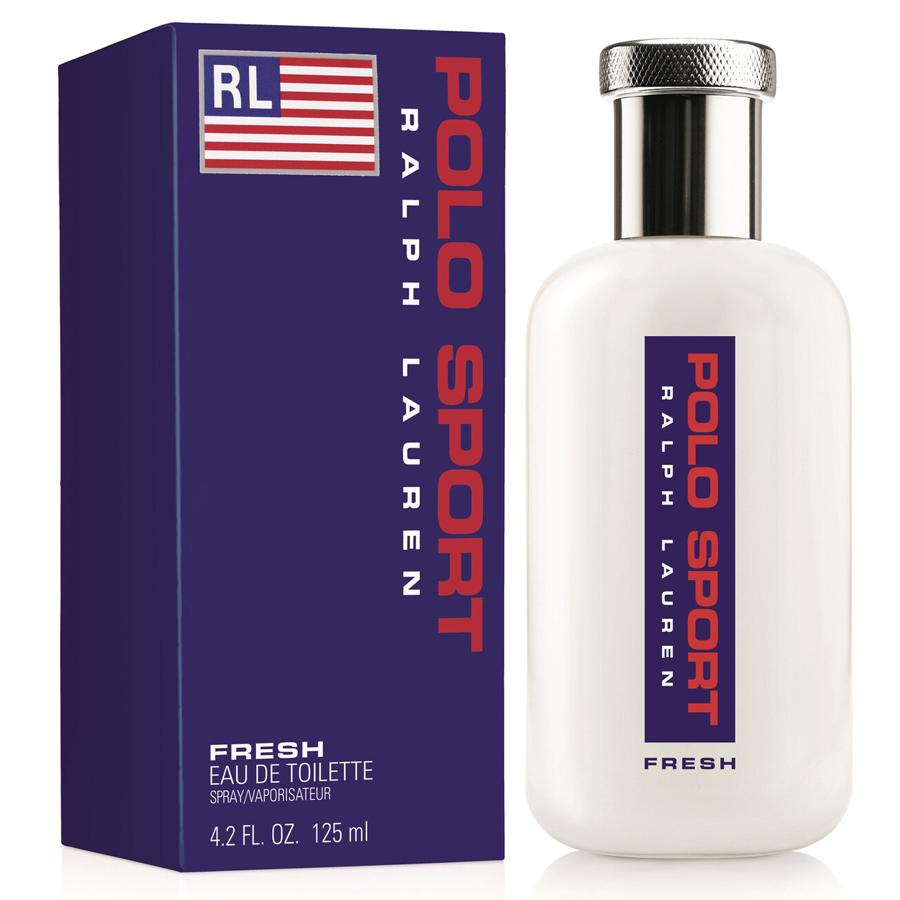 RL
POLO SPORT
RALPH LAUREN
FRESH
EAU DE TOILETTE
SPRAY/VAPORISATEUR
4.2 FL. OZ. 125 ml
POLO SPORT
RALPH LAUREN
FRESH